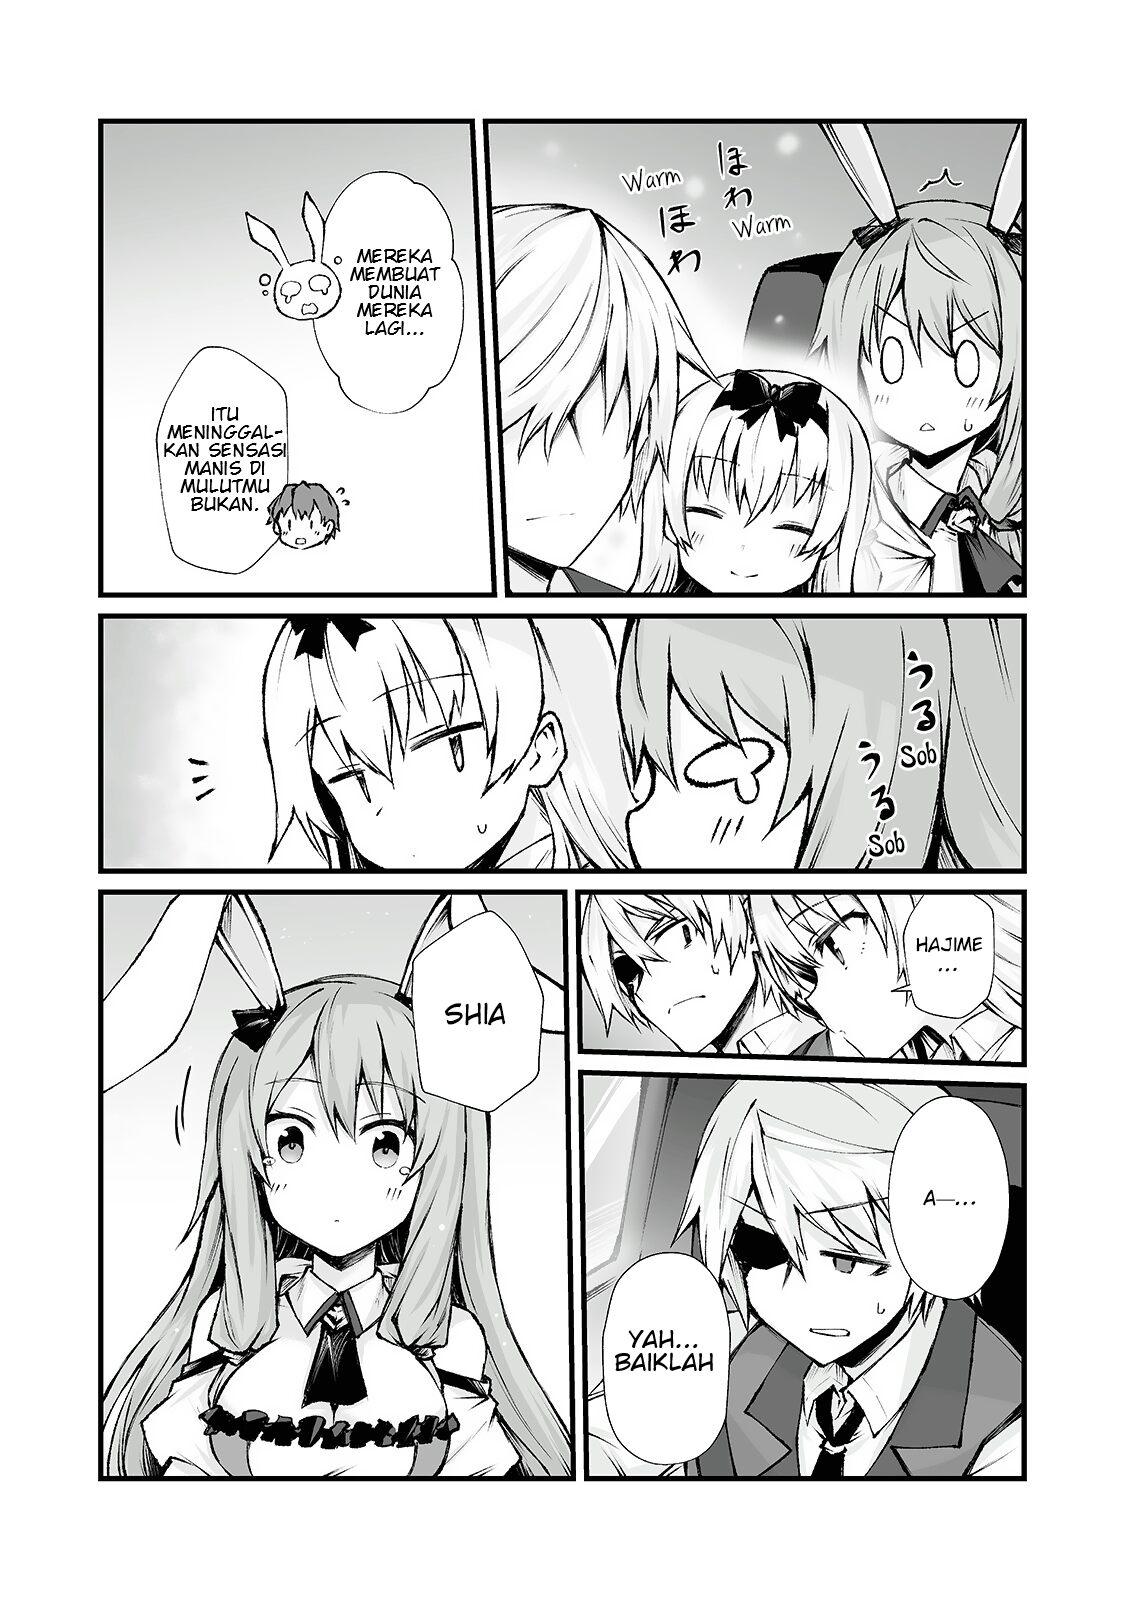 ほわ
Warm
ほわ
Warm
MEREKA
MEMBUAT
DUNIA
MEREKA
LAGI...
ITU
MENINGGAL-
KAN SENSASI
MANIS DI
MULUTMU
BUKAN.
うる
Sob
うる
Sob
HAJIME
...
A—...
YAH...
BAIKLAH
SHIA